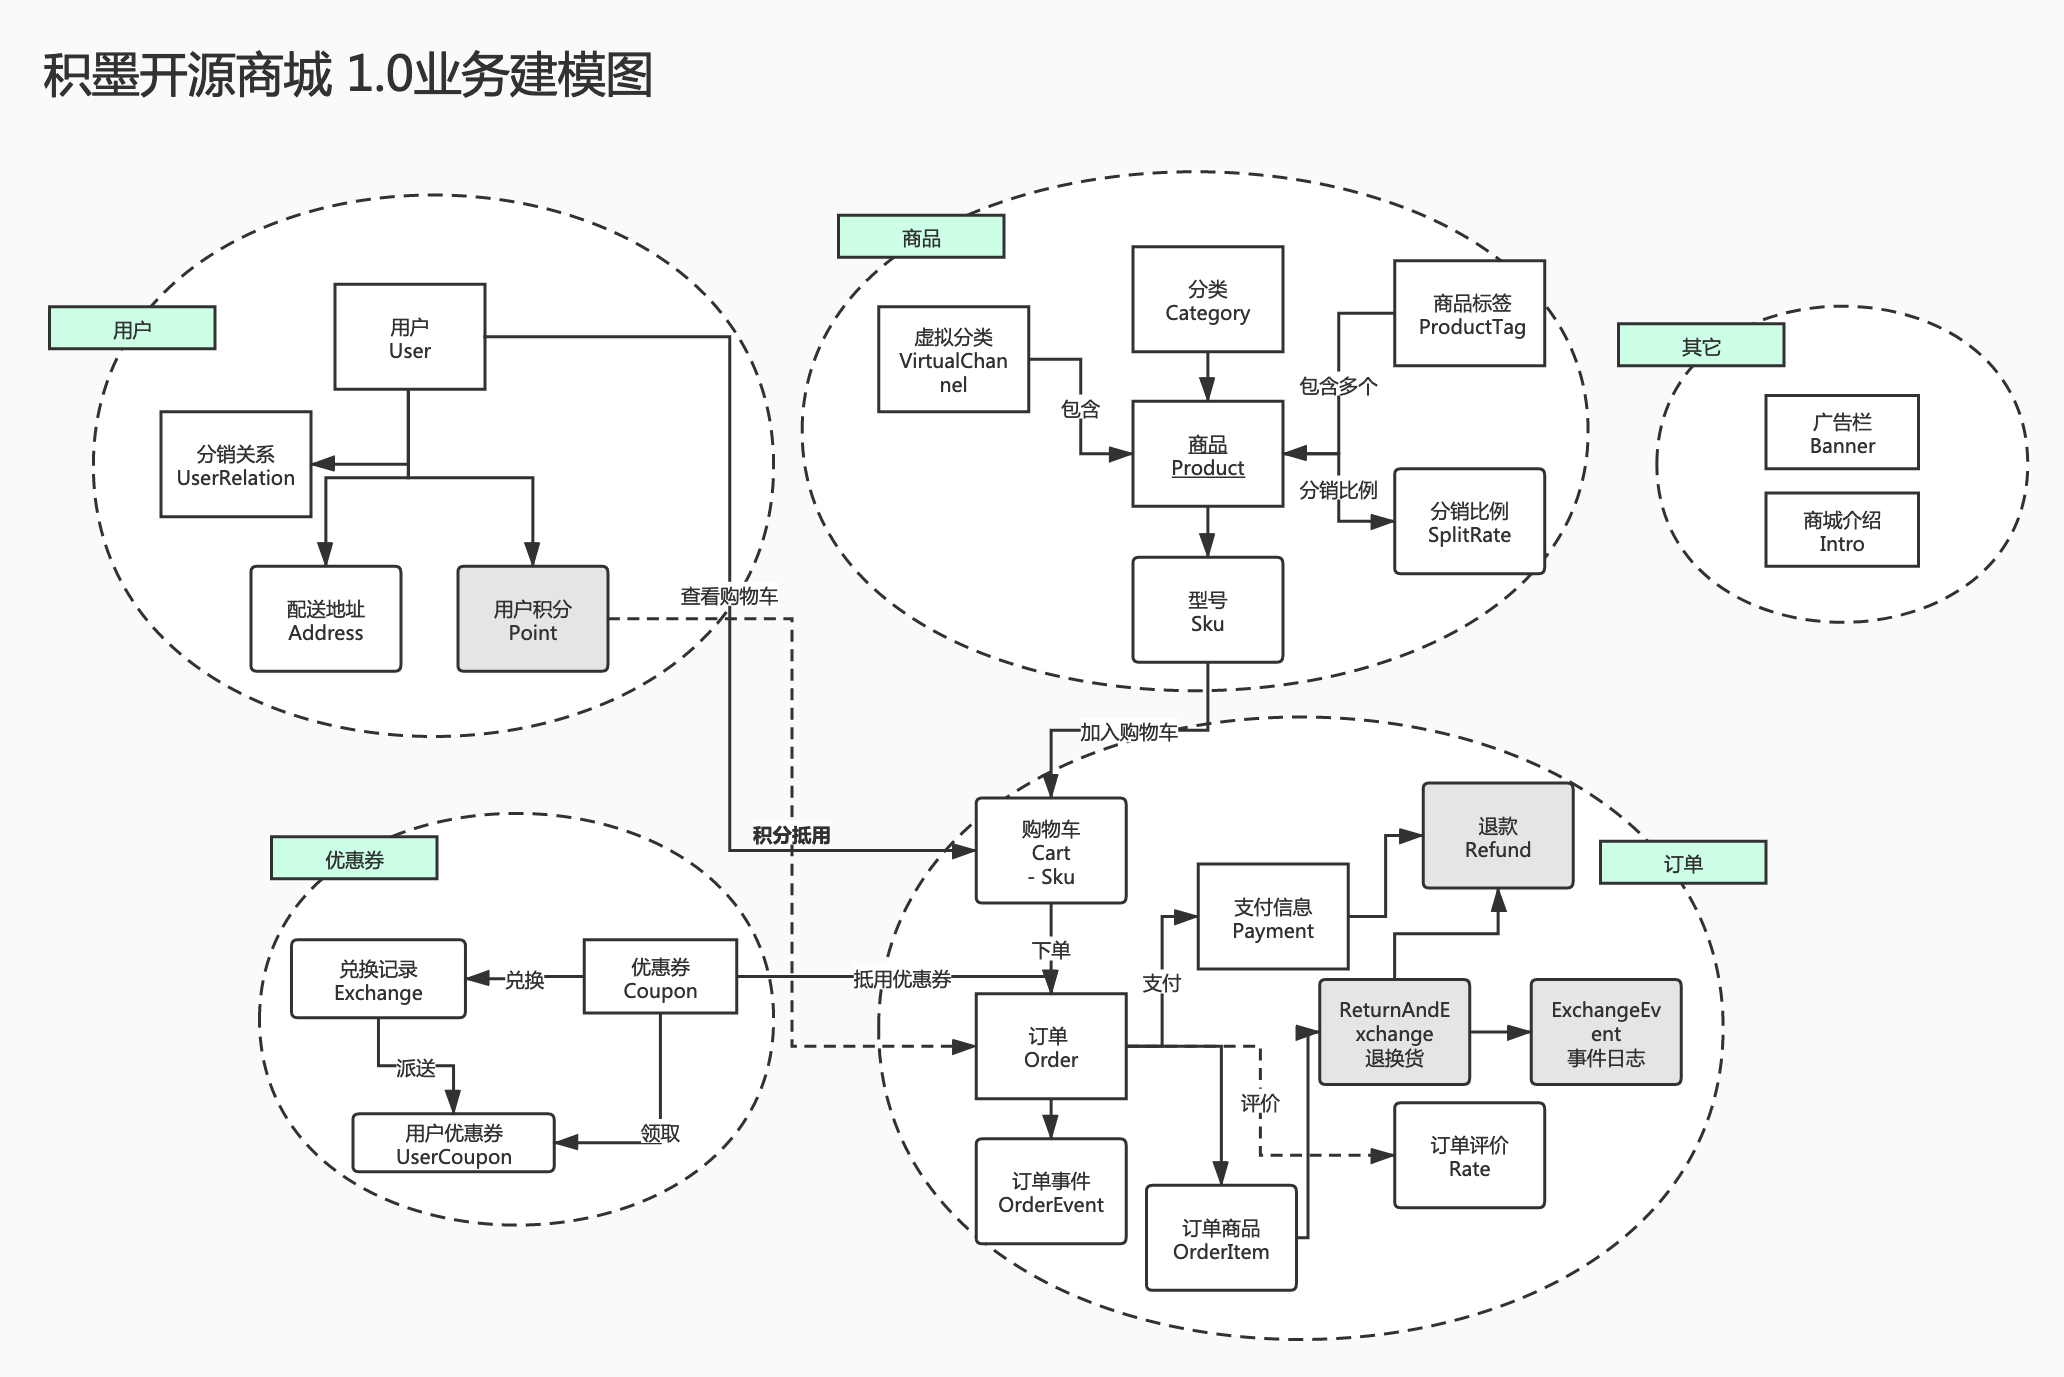 积墨开源商城 1.0业务建模图
用户
用户
User
分销关系
UserRelation
配送地址
Address
用户积分
Point
查看购物车
商品
分类
Category
商品标签
ProductTag
虚拟分类
VirtualChan
nel
包含
包含多个
商品
Product
分销比例
分销比例
SplitRate
型号
Sku
其它
广告栏
Banner
商城介绍
Intro
加入购物车
积分抵用
优惠券
兑换记录
Exchange
兑换
优惠券
Coupon
抵用优惠券
派送
用户优惠券
UserCoupon
领取
订单
购物车
Cart
- Sku
下单
订单
Order
支付
支付信息
Payment
退款
Refund
ReturnAndE
xchange
退换货
ExchangeEv
ent
事件日志
评价
订单评价
Rate
订单事件
OrderEvent
订单商品
OrderItem